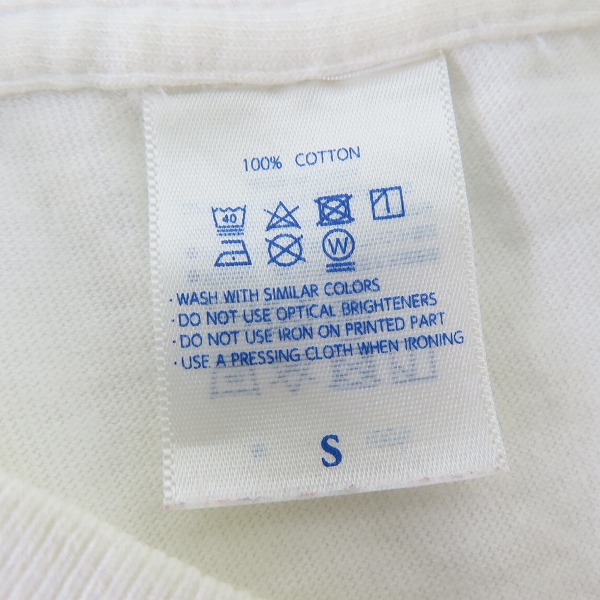 100% COTTON
40
W
· WASH WITH SIMILAR COLORS
· DO NOT USE OPTICAL BRIGHTENERS
· DO NOT USE IRON ON PRINTED PART
· USE A PRESSING CLOTH WHEN IRONING
S